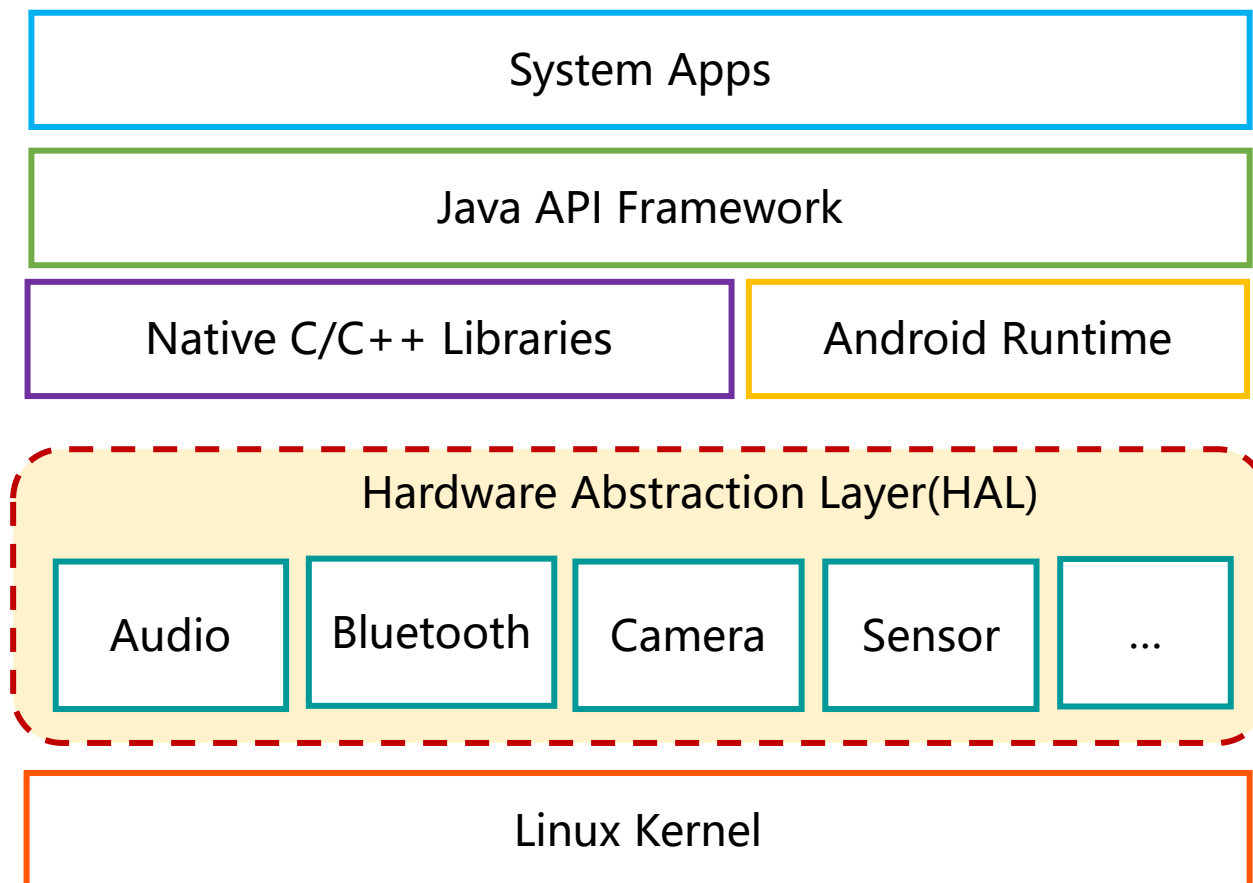 System Apps
Java API Framework
Native C/C++ Libraries
Android Runtime
Hardware Abstraction Layer(HAL)
Audio
Bluetooth
Camera
Sensor
...
Linux Kernel